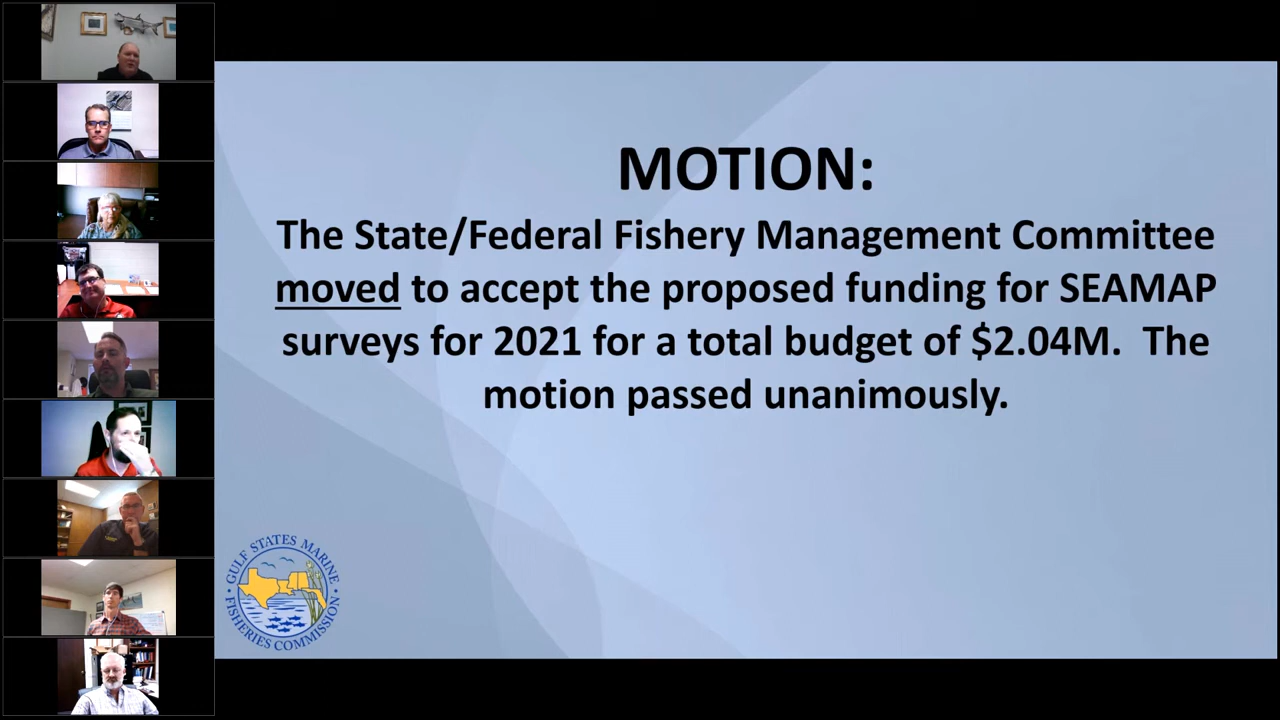 MOTION:
The State/Federal Fishery Management Committee
moved to accept the proposed funding for SEAMAP
surveys for 2021 for a total budget of $2.04M. The
motion passed unanimously.
GULF STATES MARINE
FISHERIES COMMISSION